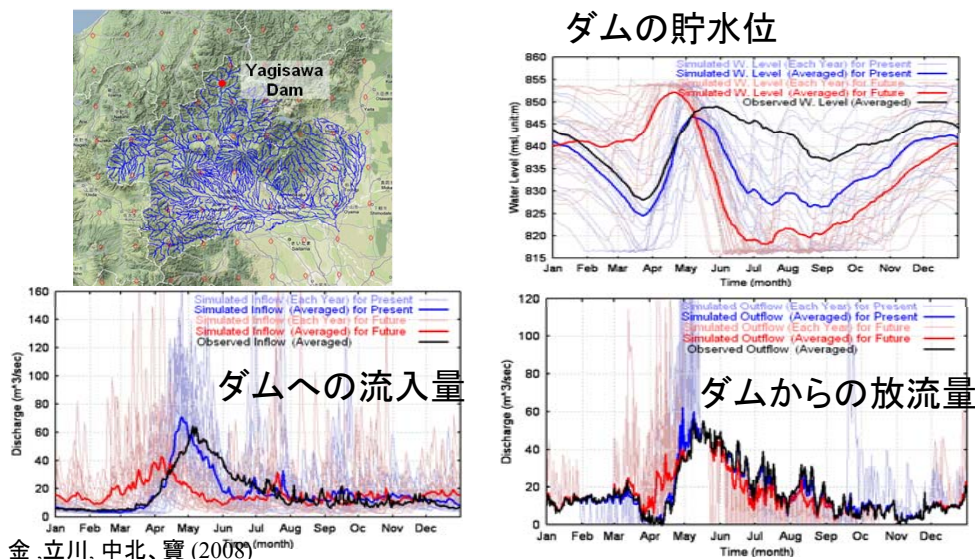 Yagisawa
Dam
ダムの貯水位
860
855
850
845
840
835
830
825
820
815
Water Level (msl, unit:m)
Simulated W. Level (Each Year) for Present
Simulated W. Level (Averaged) for Present
Simulated W. Level (Each Year) for Future
Simulated W. Level (Averaged) for Future
Observed W. Level (Averaged)
Jan Feb Mar Apr May Jun Jul Aug Sep Oc Dec
Time (month)
160
140
120
100
80
60
40
20
0
Discharge (m^3/sec)
Simulated Inflow (Each Year) for Present
Simulated Inflow (Averaged) for Present
Simulated Inflow (Each Year) for Future
Simulated Inflow (Averaged) for Future
Observed Inflow (Averaged)
ダムへの流入量
Jan Feb Mar Apr May Jun Jul Aug Sep Oc Dec
Time (month)
120
100
80
60
40
20
0
Discharge (m^3/sec)
Simulated Outflow (Each Year) for Present
Simulated Outflow (Averaged) for Present
Simulated Outflow (Each Year) for Future
Simulated Outflow (Averaged) for Future
Observed Outflow (Averaged)
ダムからの放流量
Jan Feb Mar Apr May Jun Jul Aug Sep Oc Nov Dec
Time (month)
金,立川,中北、寶 (2008)